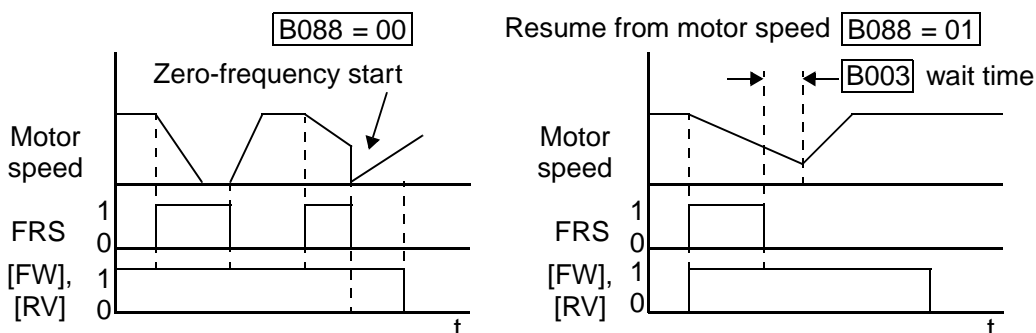 B088 = 00
Zero-frequency start
Motor
speed
FRS
1
0
[FW],
[RV]
1
0
t
Resume from motor speed B088 = 01
B003 wait time
Motor
speed
FRS
1
0
[FW],
[RV]
1
0
t